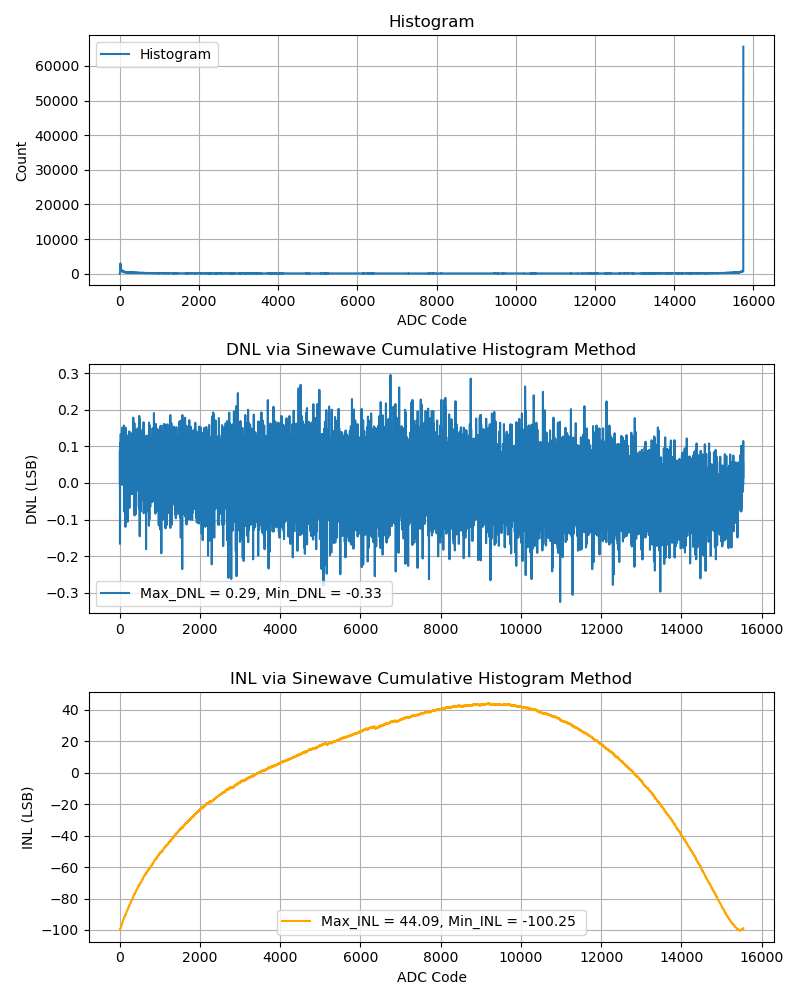 Histogram
Histogram
60000
50000
40000
30000
20000
10000
0
Count
0 2000 4000 6000 8000 10000 12000 14000 16000
ADC Code
DNL via Sinewave Cumulative Histogram Method
0.3
0.2
0.1
0.0
−0.1
−0.2
−0.3
DNL (LSB)
Max_DNL = 0.29, Min_DNL = -0.33
0 2000 4000 6000 8000 10000 12000 14000 16000
INL via Sinewave Cumulative Histogram Method
40
20
0
−20
−40
−60
−80
−100
INL (LSB)
Max_INL = 44.09, Min_INL = -100.25
0 2000 4000 6000 8000 10000 12000 14000 16000
ADC Code